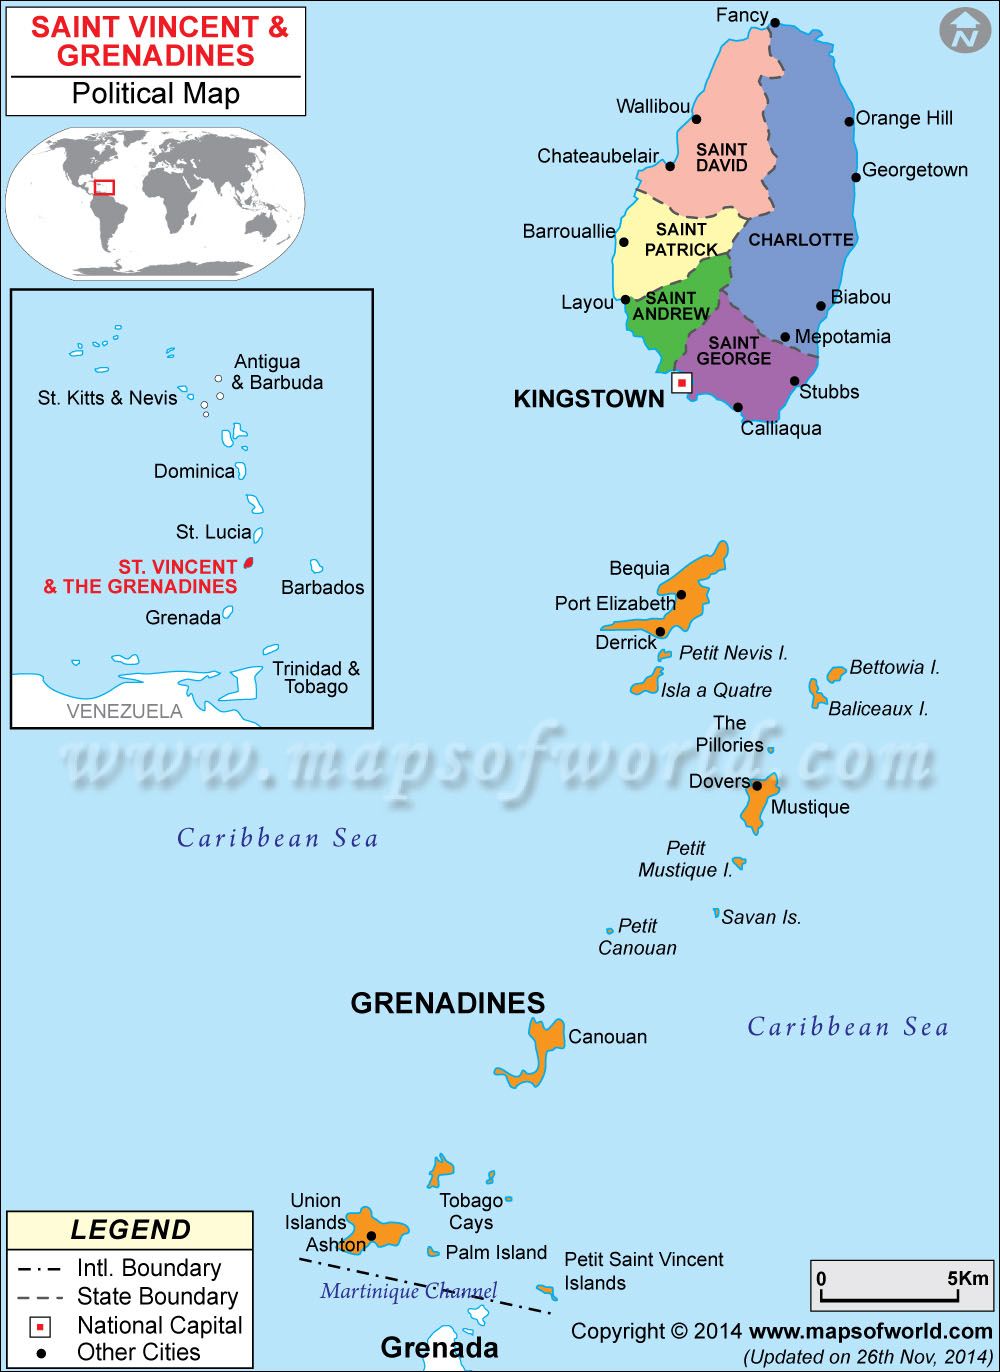 SAINT VINCENT &
GRENADINES
Political Map
N
Fancy
Wallibou
Orange Hill
Chateaubelair
SAINT
DAVID
Georgetown
Barrouallie
SAINT
PATRICK
CHARLOTTE
Layou
SAINT
ANDREW
Biabou
Mepotamia
SAINT
GEORGE
KINGSTOWN
Stubbs
Calliaqua
Antigua
& Barbuda
St. Kitts & Nevis
Dominica
St. Lucia
ST. VINCENT
& THE GRENADINES
Barbados
Grenada
Trinidad &
Tobago
VENEZUELA
Bequia
Port Elizabeth
Derrick
Petit Nevis I.
Isla a Quatre
Bettowia I.
Baliceaux I.
The
Pillories
www.mapsofworld.com
Dovers
Mustique
Caribbean Sea
Petit
Mustique I.
Savan Is.
Petit
Canouan
GRENADINES
Caribbean Sea
Canouan
Union
Islands
Ashton
Tobago
Cays
Palm Island
Petit Saint Vincent
Islands
Martinique Channel
Grenada
LEGEND
Intl. Boundary
State Boundary
National Capital
Other Cities
0 5Km
Copyright © 2014 www.mapsofworld.com
(Updated on 26th Nov, 2014)